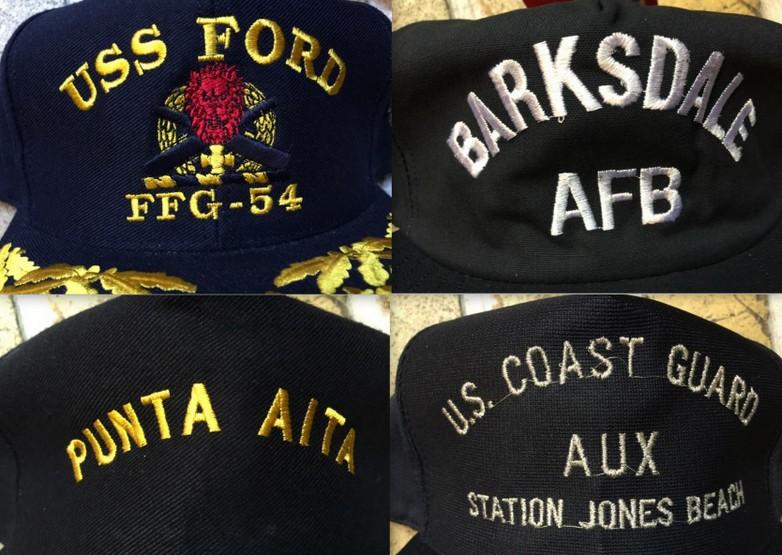 USS FORD
FFG-54
BARKSDALE
AFB
PUNTA AITA
U.S. COAST GUARD
AUX
STATION JONES BEACH